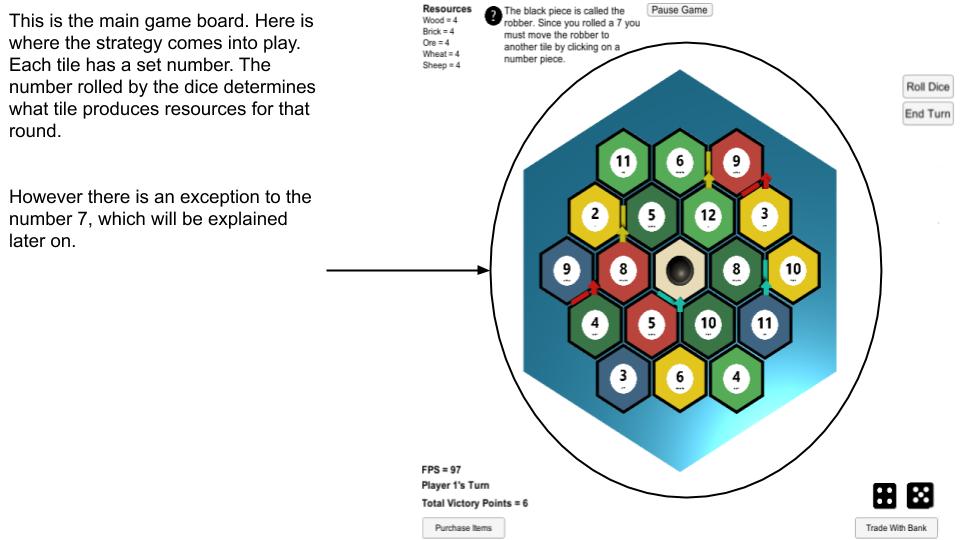 This is the main game board. Here is
where the strategy comes into play.
Each tile has a set number. The
number rolled by the dice determines
what tile produces resources for that
round.
However there is an exception to the
number 7, which will be explained
later on.
Resources
Wood = 4
Brick = 4
Ore = 4
Wheat = 4
Sheep = 4
?
The black piece is called the
robber. Since you rolled a 7 you
must move the robber to
another tile by clicking on a
number piece.
Pause Game
Roll Dice
End Turn
11 6 9
2 5 12 3
9 8 8 10
4 5 10 11
3 6 4
FPS = 97
Player 1's Turn
Total Victory Points = 6
Purchase Items
Trade With Bank